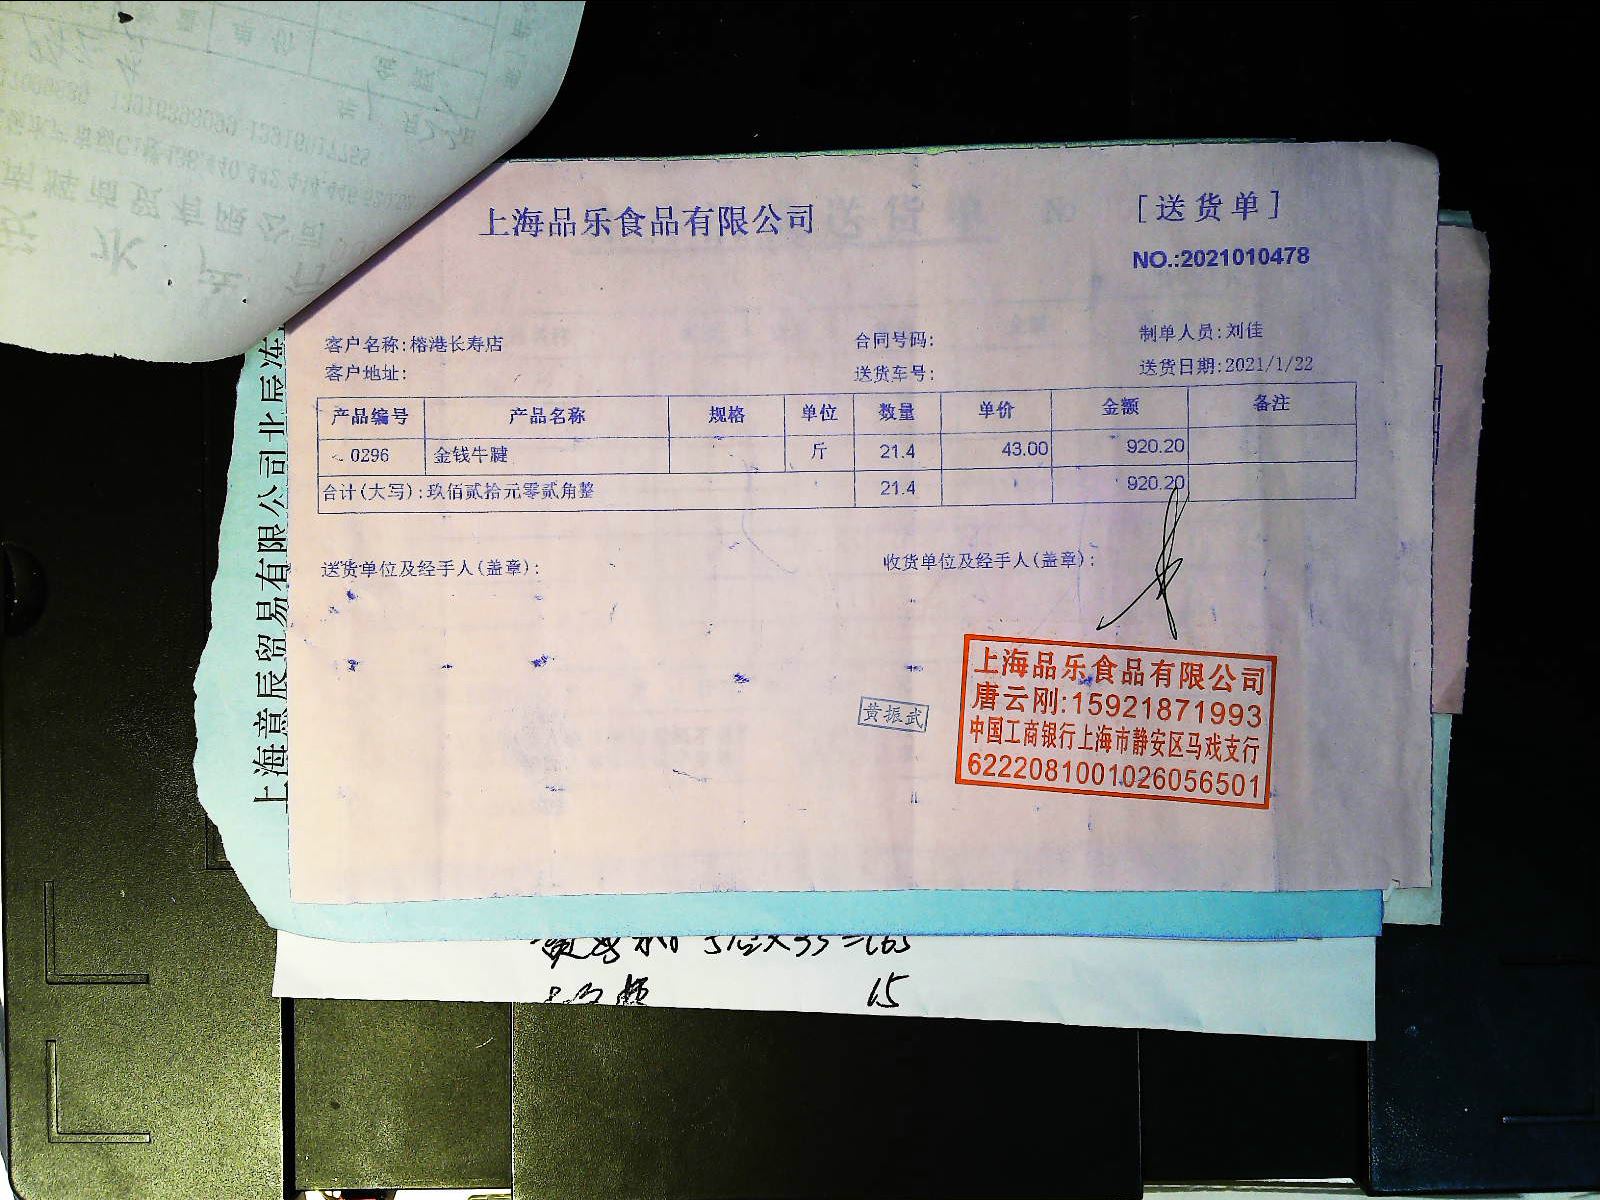 上海品乐食品有限公司
[送货单]
NO.:2021010478
客户名称:榕港长寿店 合同号码: 制单人员:刘佳
客户地址: 送货车号: 送货日期:2021/1/22
产品编号 产品名称 规格 单位 数量 单价 金额 备注
0296 金钱牛腱 斤 21.4 43.00 920.20
合计(大写):玖佰贰拾元零贰角整 21.4 920.20
送货单位及经手人(盖章): 收货单位及经手人(盖章):
黄振武
上海品乐食品有限公司
唐云刚:15921871993
中国工商银行上海市静安区马戏支行
6222081001026056501
上海意辰贸易有限公司北辰冻
15